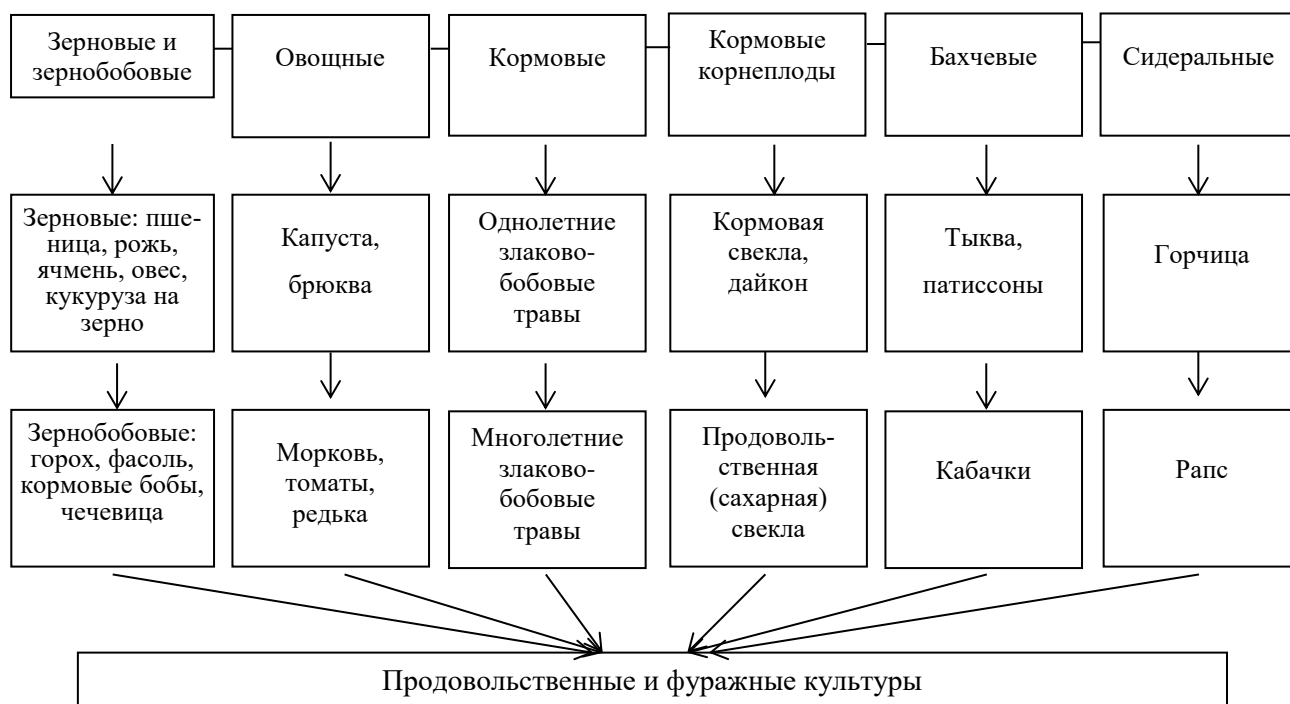 Зерновые и
зернобобовые
Овощные
Кормовые
Кормовые
корнеплоды
Бахчевые
Сидеральные
Зерновые: пше-
ница, рожь,
ячмень, овес,
кукуруза на
зерно
Капуста,
брюква
Однолетние
злаково-
бобовые
травы
Кормовая
свекла,
дайкон
Тыква,
патиссоны
Горчица
Зернобобовые:
горох, фасоль,
кормовые бобы,
чечевица
Морковь,
томаты,
редька
Многолетние
злаково-
бобовые
травы
Продоволь-
ственная
(сахарная)
свекла
Кабачки
Рапс
Продовольственные и фуражные культуры